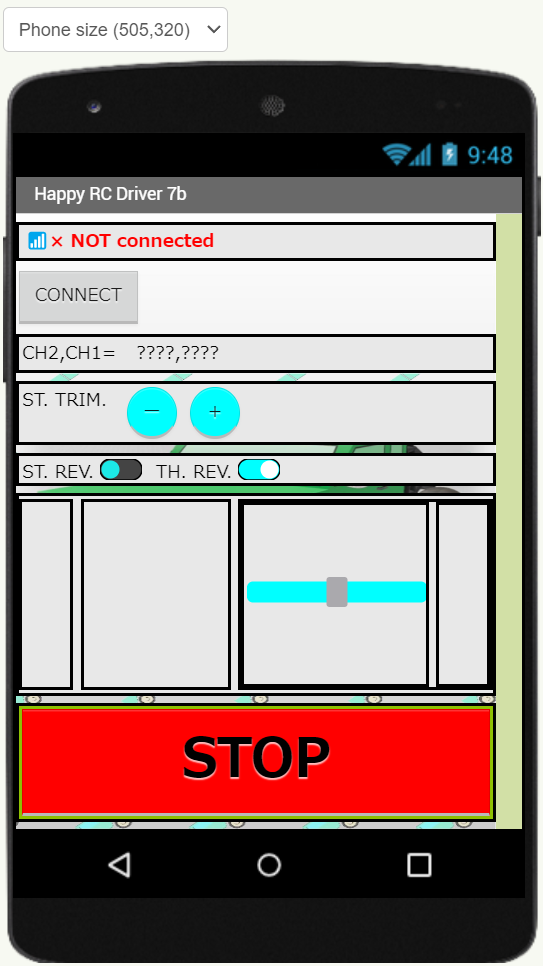 Phone size (505,320)
9:48
Happy RC Driver 7b
× NOT connected
CONNECT
CH2,CH1= ????,????
ST. TRIM. － ＋
ST. REV. TH. REV.
STOP